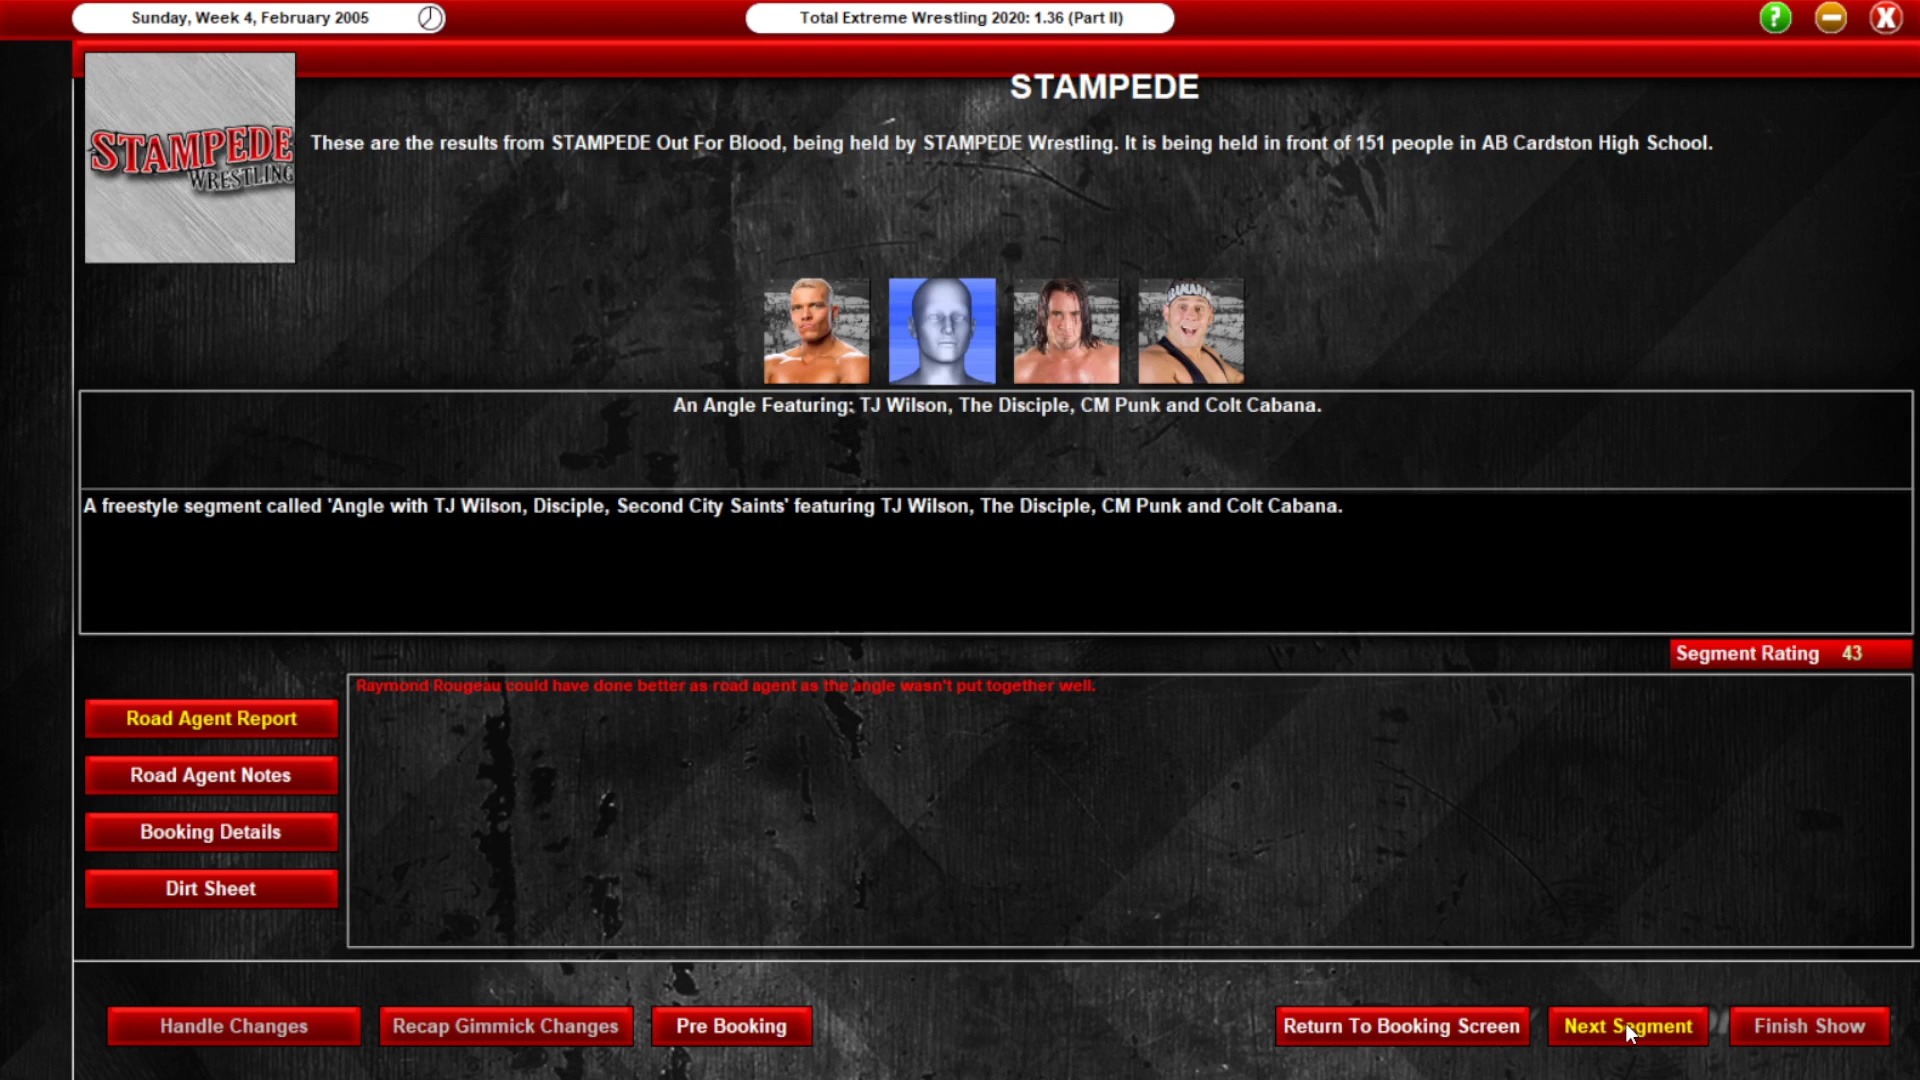 Sunday, Week 4, February 2005
Total Extreme Wrestling 2020: 1.36 (Part II)
?
X
STAMPEDE
STAMPEDE
WRESTLING
These are the results from STAMPEDE Out For Blood, being held by STAMPEDE Wrestling. It is being held in front of 151 people in AB Cardston High School.
An Angle Featuring: TJ Wilson, The Disciple, CM Punk and Colt Cabana.
A freestyle segment called 'Angle with TJ Wilson, Disciple, Second City Saints' featuring TJ Wilson, The Disciple, CM Punk and Colt Cabana.
Segment Rating 43
Raymond Rougeau could have done better as road agent as the angle wasn't put together well.
Road Agent Report
Road Agent Notes
Booking Details
Dirt Sheet
Handle Changes
Recap Gimmick Changes
Pre Booking
Return To Booking Screen
Next Segment
Finish Show